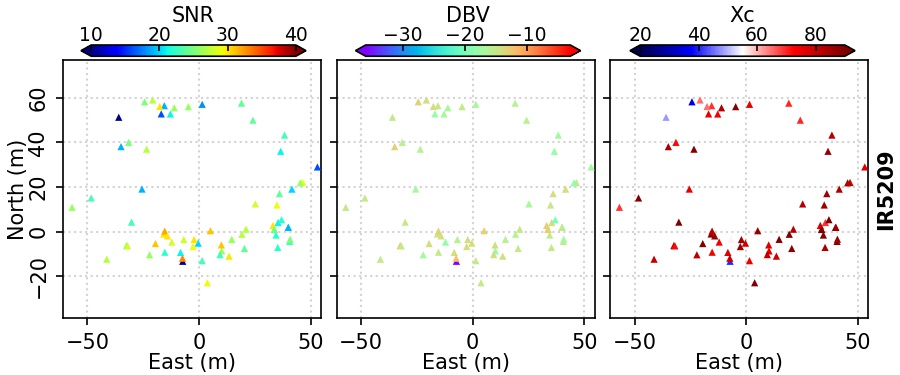 SNR DBV Xc
10 20 30 40 −30 −20 −10 20 40 60 80
60
40
20
0
−20
North (m)
IR5209
−50 0 50 −50 0 50 −50 0 50
East (m) East (m) East (m)